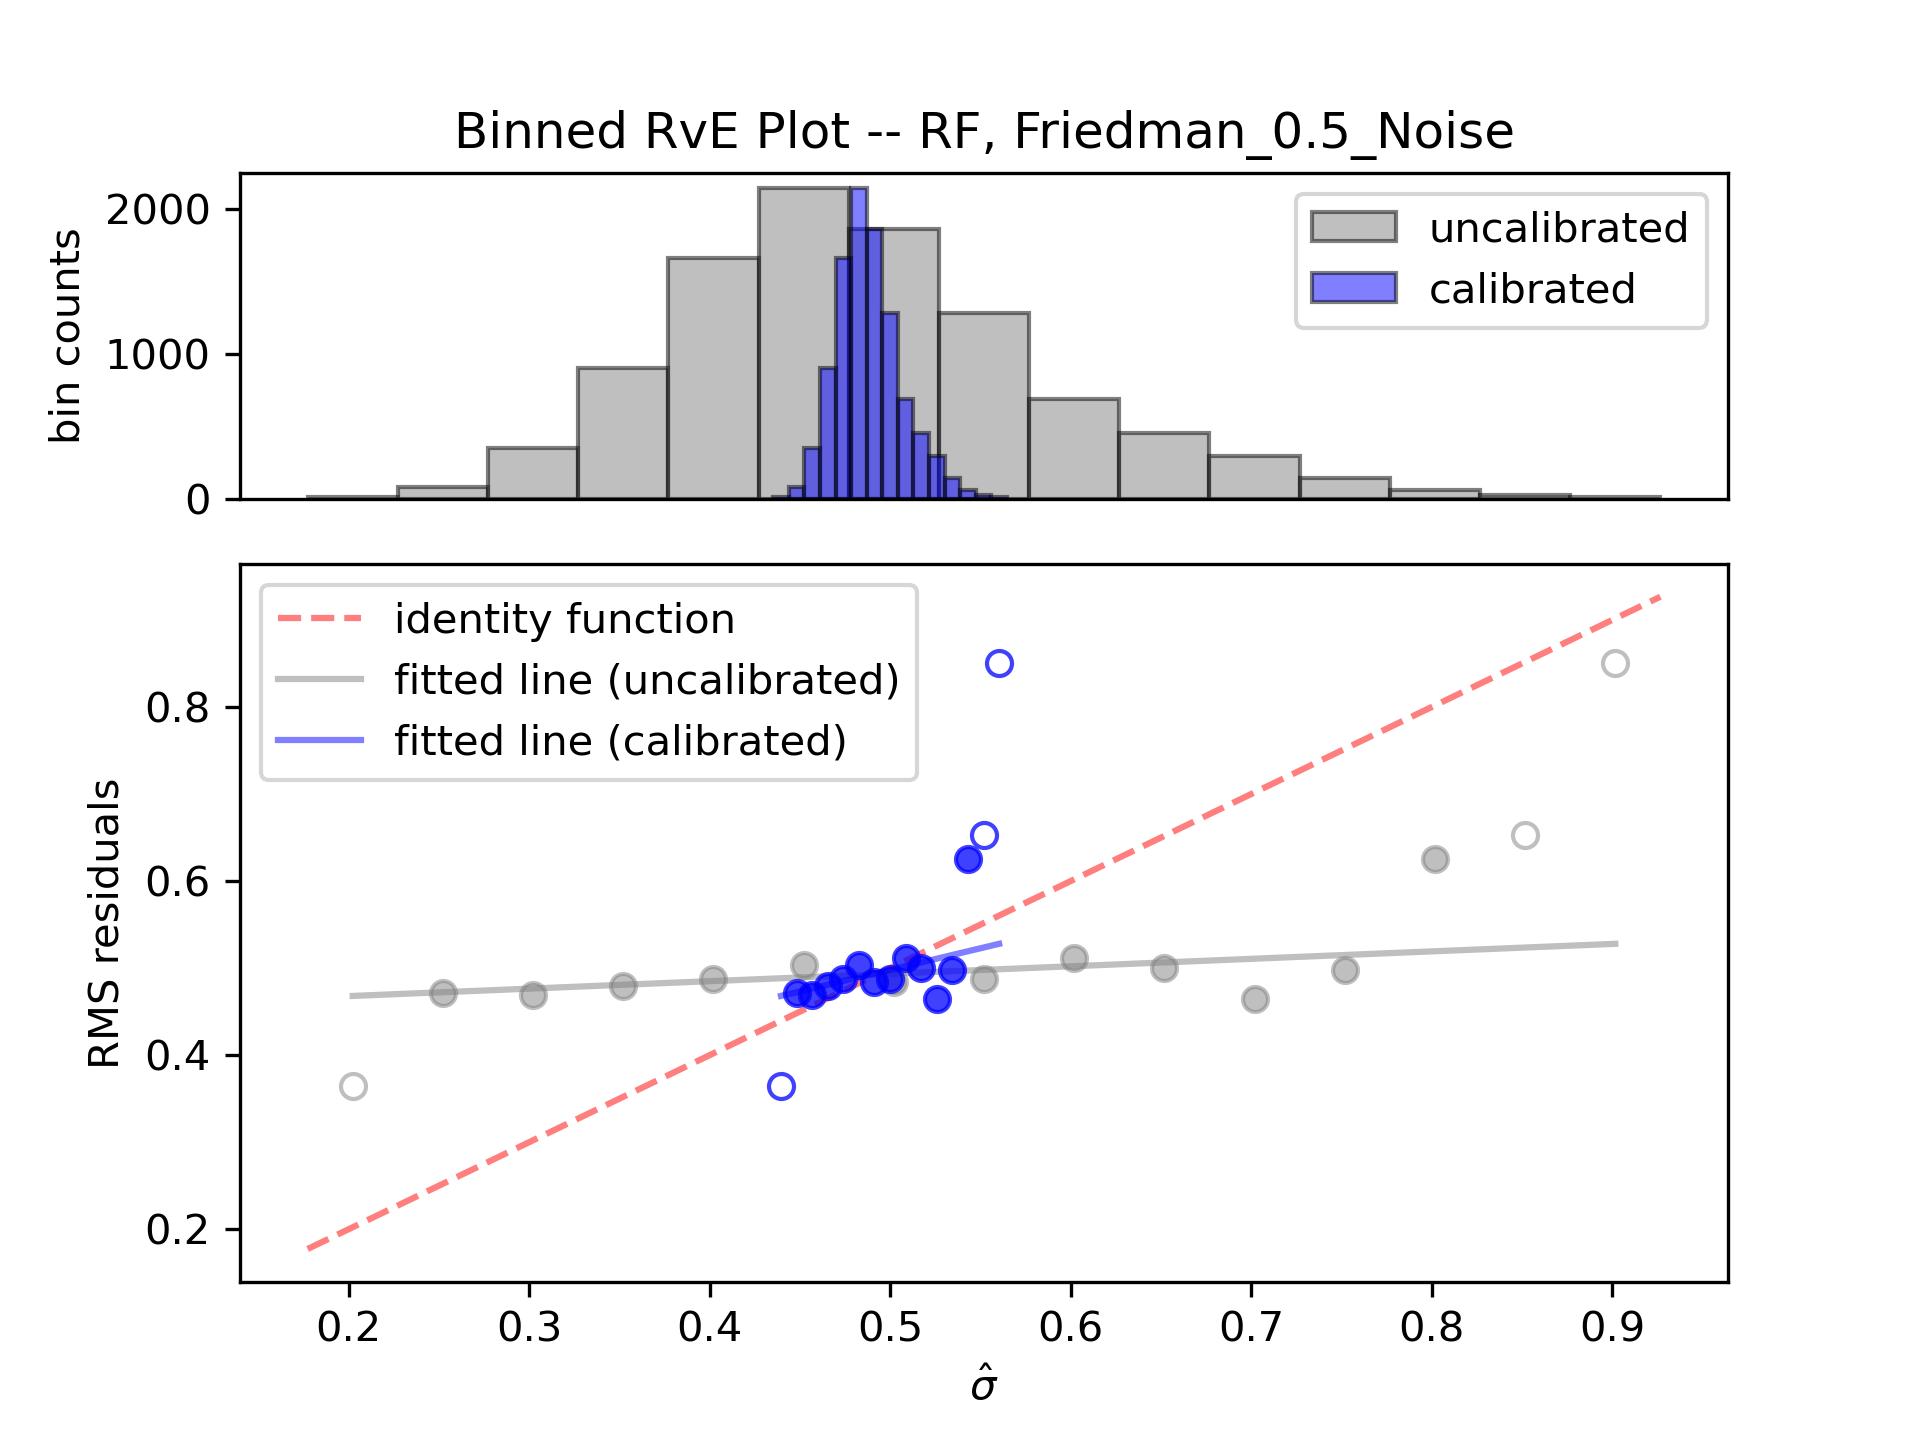 Binned RvE Plot -- RF, Friedman_0.5_Noise
bin counts
2000
1000
0
uncalibrated
calibrated
RMS residuals
0.8
0.6
0.4
0.2
identity function
fitted line (uncalibrated)
fitted line (calibrated)
0.2 0.3 0.4 0.5 0.6 0.7 0.8 0.9
σ̂